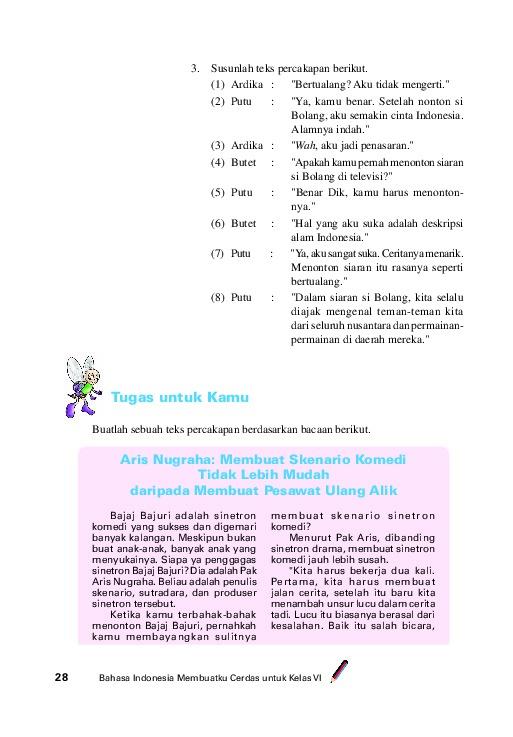 3. Susunlah teks percakapan berikut.
(1) Ardika : "Bertualang? Aku tidak mengerti."
(2) Putu : "Ya, kamu benar. Setelah nonton si
Bolang, aku semakin cinta Indonesia.
Alamnya indah."
(3) Ardika : "Wah, aku jadi penasaran."
(4) Butet : "Apakah kamu pernah menonton siaran
si Bolang di televisi?"
(5) Putu : "Benar Dik, kamu harus menonton-
nya."
(6) Butet : "Hal yang aku suka adalah deskripsi
alam Indonesia."
(7) Putu : "Ya, aku sangat suka. Ceritanya menarik.
Menonton siaran itu rasanya seperti
bertualang."
(8) Putu : "Dalam siaran si Bolang, kita selalu
diajak mengenal teman-teman kita
dari seluruh nusantara dan permainan-
permainan di daerah mereka."
Tugas untuk Kamu
Buatlah sebuah teks percakapan berdasarkan bacaan berikut.
Aris Nugraha: Membuat Skenario Komedi
Tidak Lebih Mudah
daripada Membuat Pesawat Ulang Alik
Bajaj Bajuri adalah sinetron
komedi yang sukses dan digemari
banyak kalangan. Meskipun bukan
buat anak-anak, banyak anak yang
menyukainya. Siapa ya penggagas
sinetron Bajaj Bajuri? Dia adalah Pak
Aris Nugraha. Beliau adalah penulis
skenario, sutradara, dan produser
sinetron tersebut.
Ketika kamu terbahak-bahak
menonton Bajaj Bajuri, pernahkah
kamu membayangkan sulitnya
membuat skenario sinetron
komedi?
Menurut Pak Aris, dibanding
sinetron drama, membuat sinetron
komedi jauh lebih susah.
"Kita harus bekerja dua kali.
Pertama, kita harus membuat
jalan cerita, setelah itu baru kita
menambah unsur lucu dalam cerita
tadi. Lucu itu biasanya berasal dari
kesalahan. Baik itu salah bicara,
28 Bahasa Indonesia Membuatku Cerdas untuk Kelas VI